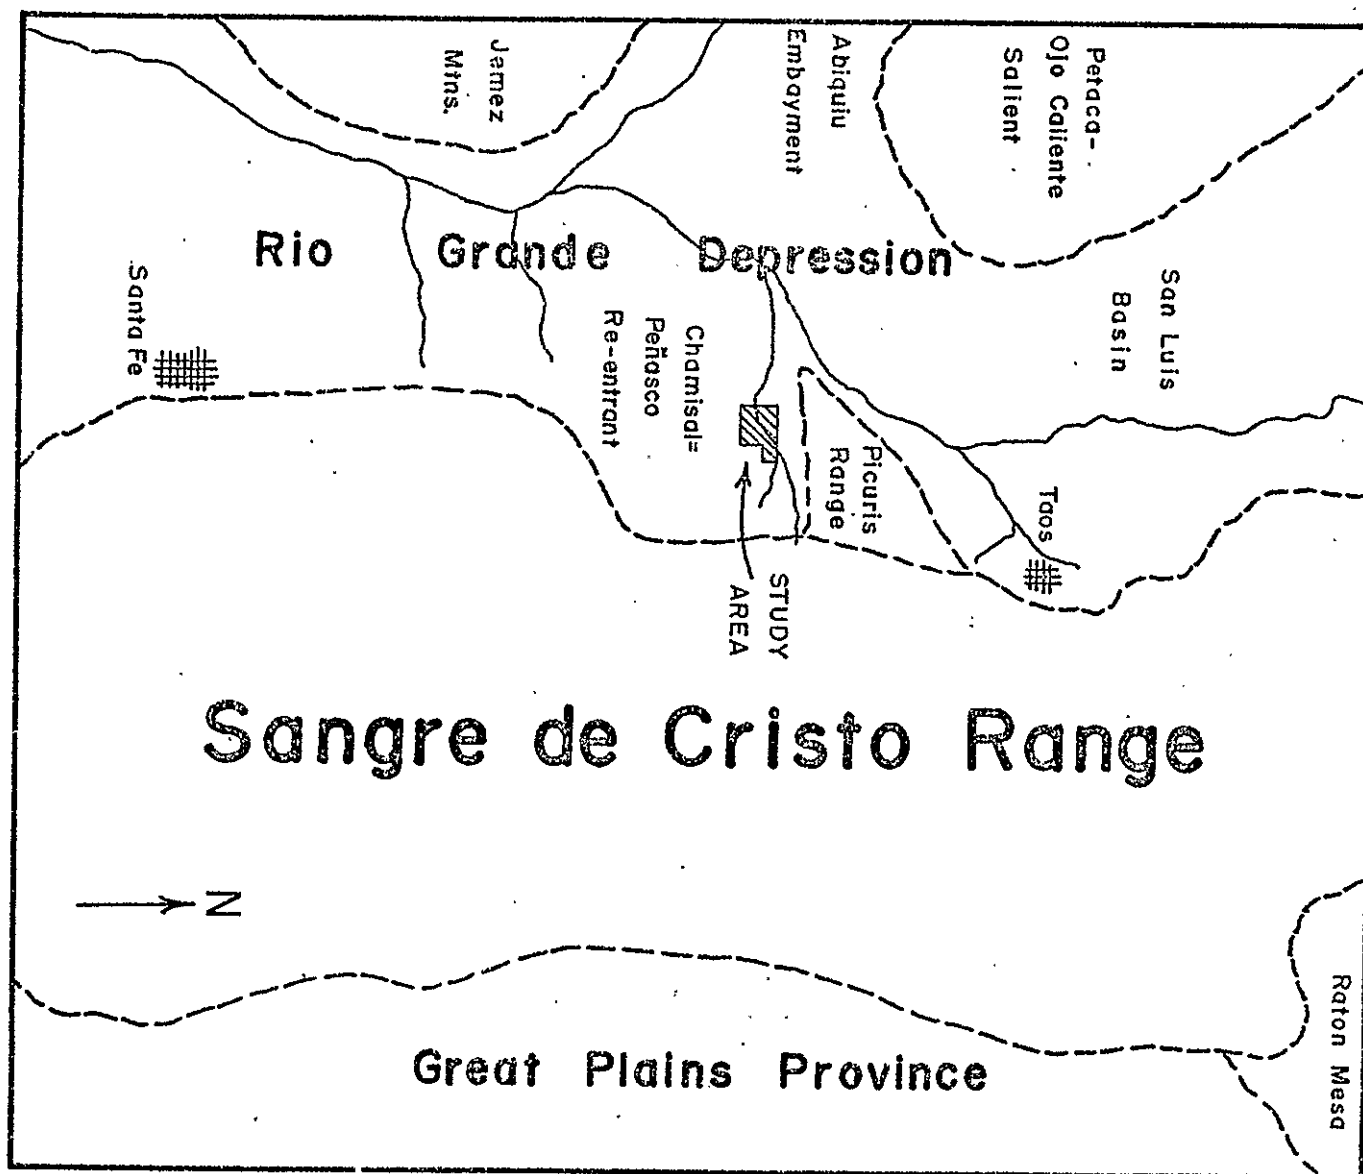 Petaca-
Ojo Caliente
Salient
Abiquiu
Embayment
Jemez
Mtns.
San Luis
Basin
Rio Grande Depression
Taos
Picuris
Range
Chamisal=
Peñasco
Re-entrant
Santa Fe
STUDY
AREA
Sangre de Cristo Range
N
Raton Mesa
Great Plains Province